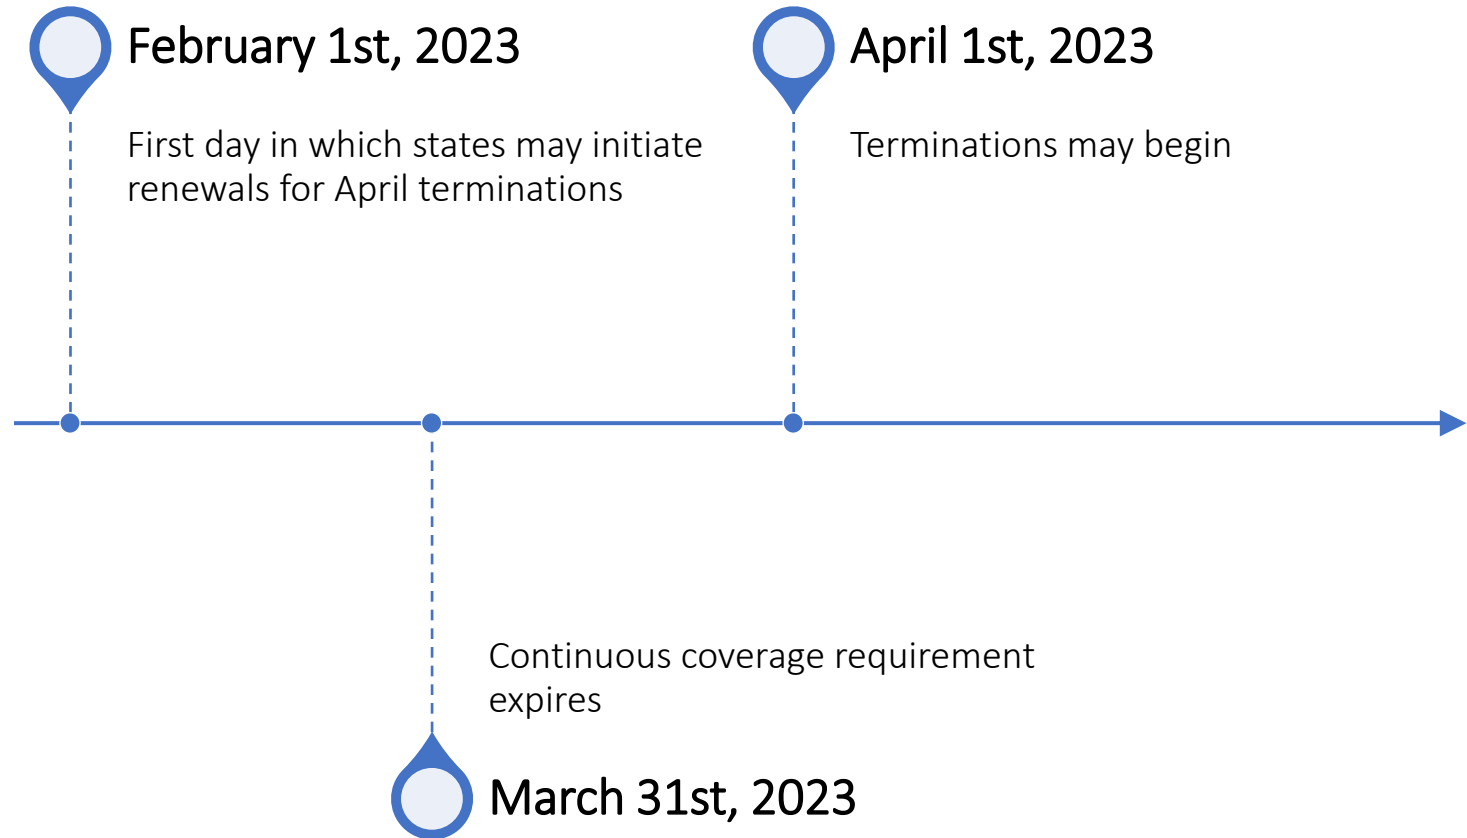 February 1st, 2023
First day in which states may initiate
renewals for April terminations
April 1st, 2023
Terminations may begin
Continuous coverage requirement
expires
March 31st, 2023